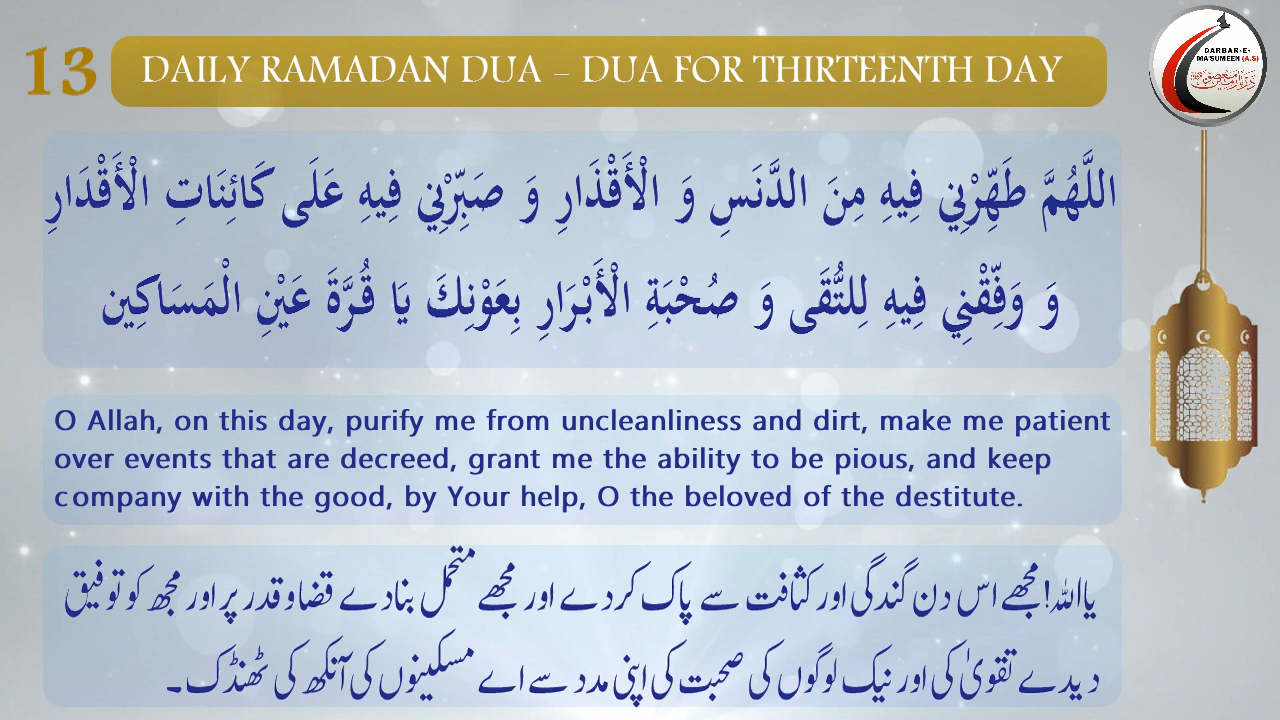 13
DAILY RAMADAN DUA – DUA FOR THIRTEENTH DAY
DARBAR-E-
MA'SUMEEN (A.S)
اللَّهُمَّ طَهِّرْنِي فِيهِ مِنَ الدَّنَسِ وَ الْأَقْذَارِ وَ صَبِّرْنِي فِيهِ عَلَى كَائِنَاتِ الْأَقْدَارِ
وَ وَفِّقْنِي فِيهِ لِلتُّقَى وَ صُحْبَةِ الْأَبْرَارِ بِعَوْنِكَ يَا قُرَّةَ عَيْنِ الْمَسَاكِين
O Allah, on this day, purify me from uncleanliness and dirt, make me patient
over events that are decreed, grant me the ability to be pious, and keep
company with the good, by Your help, O the beloved of the destitute.
یااللہ! مجھے اس دن گندگی اور کثافت سے پاک کردے اور مجھے متحمل بنادے قضاوقدر پر اور مجھ کو توفیق
دیدے تقویٰ کی اور نیک لوگوں کی صحبت کی اپنی مدد سے اے مسکینوں کی آنکھ کی ٹھنڈک۔